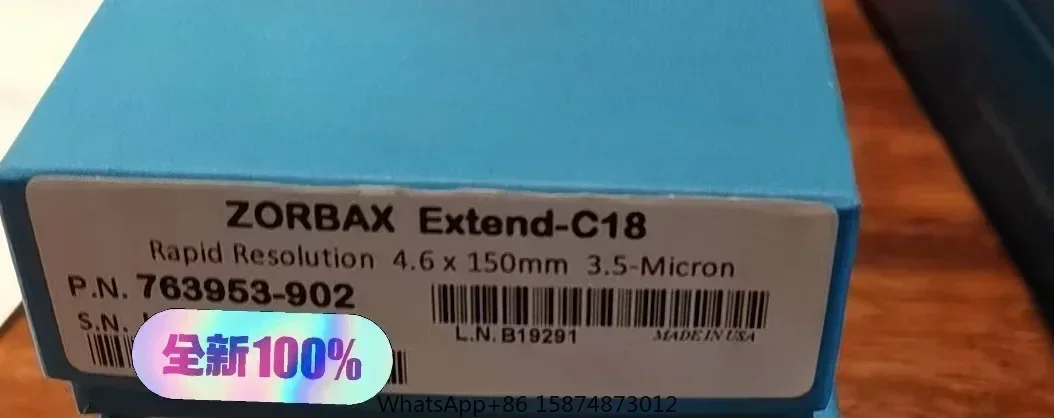 ZORBAX Extend-C18
Rapid Resolution 4.6 x 150mm 3.5-Micron
P.N. 763953-902
S.N.
L.N. B19291
MADE IN USA
全新100%
WhatsApp+86 15874873012